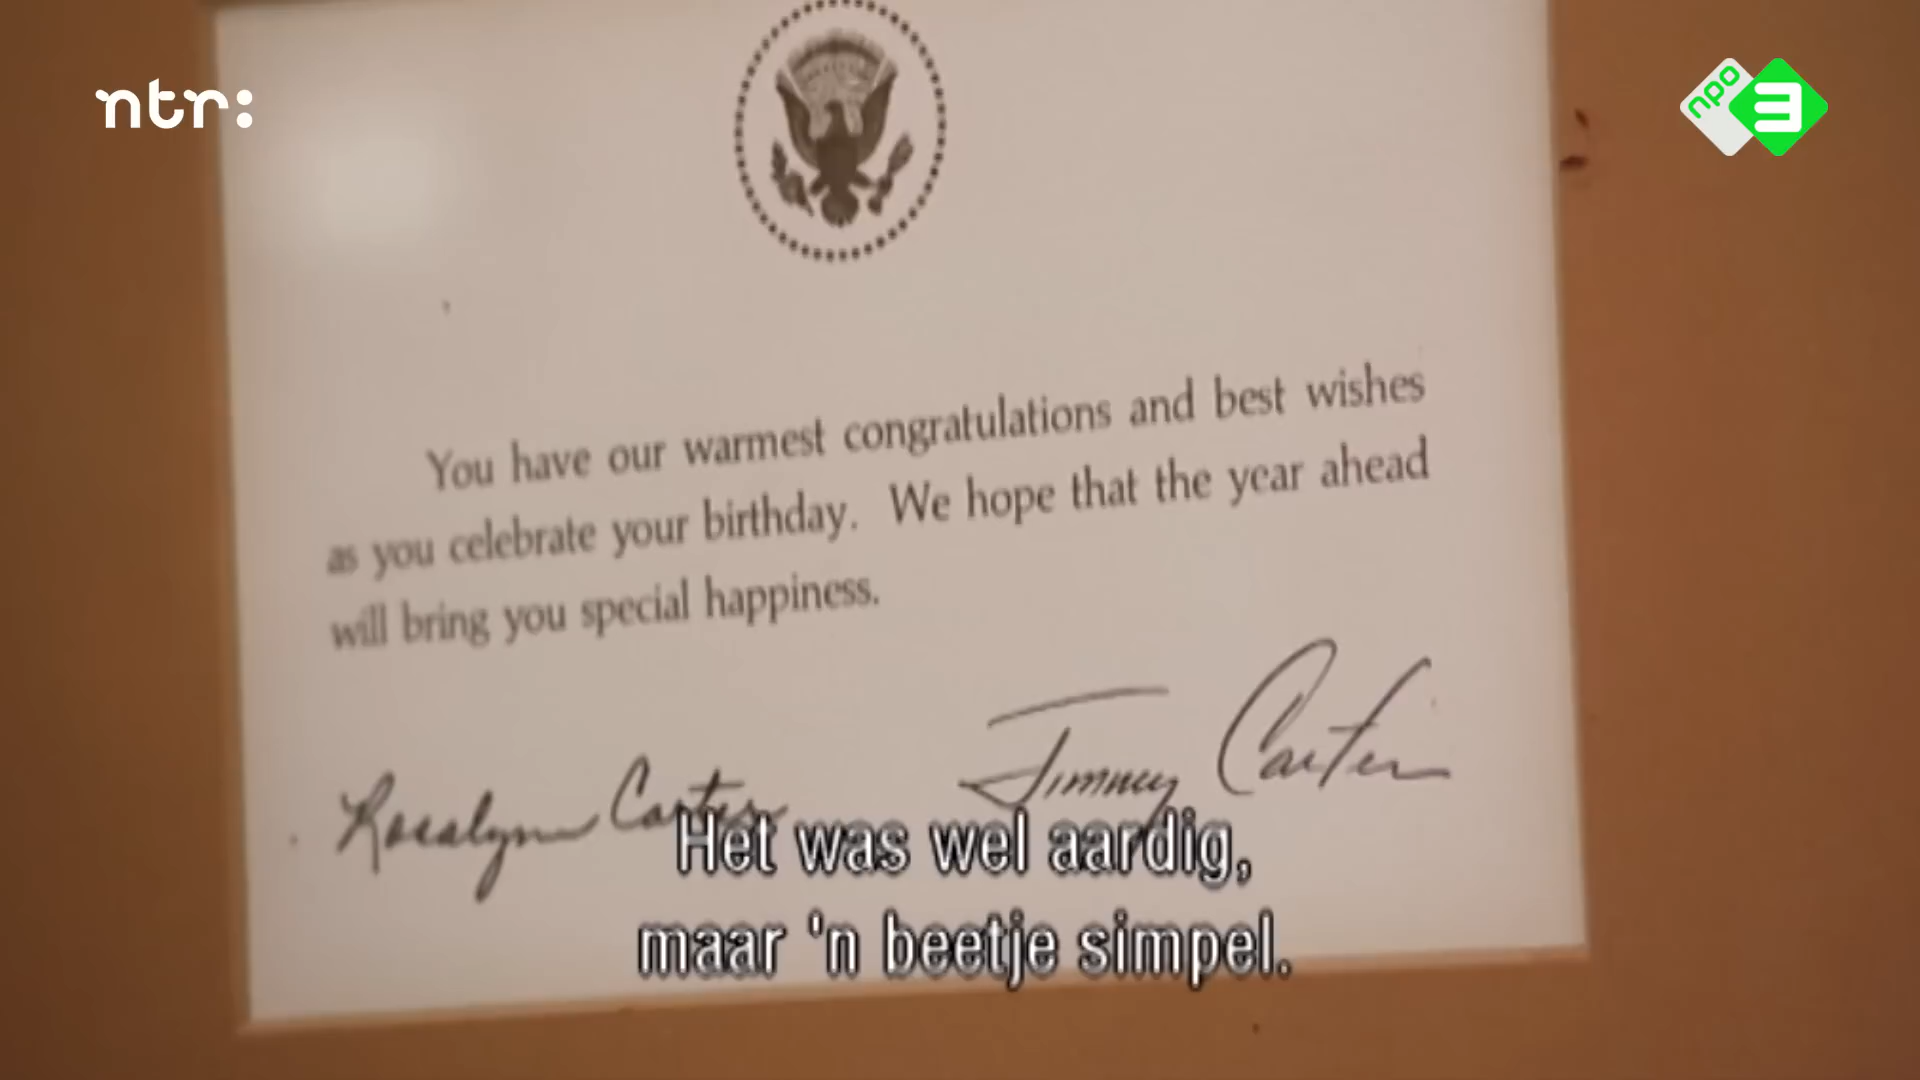 ntr:
npo 3
You have our warmest congratulations and best wishes
as you celebrate your birthday. We hope that the year ahead
will bring you special happiness.
Rosalynn Carter
Jimmy Carter
Het was wel aardig,
maar 'n beetje simpel.